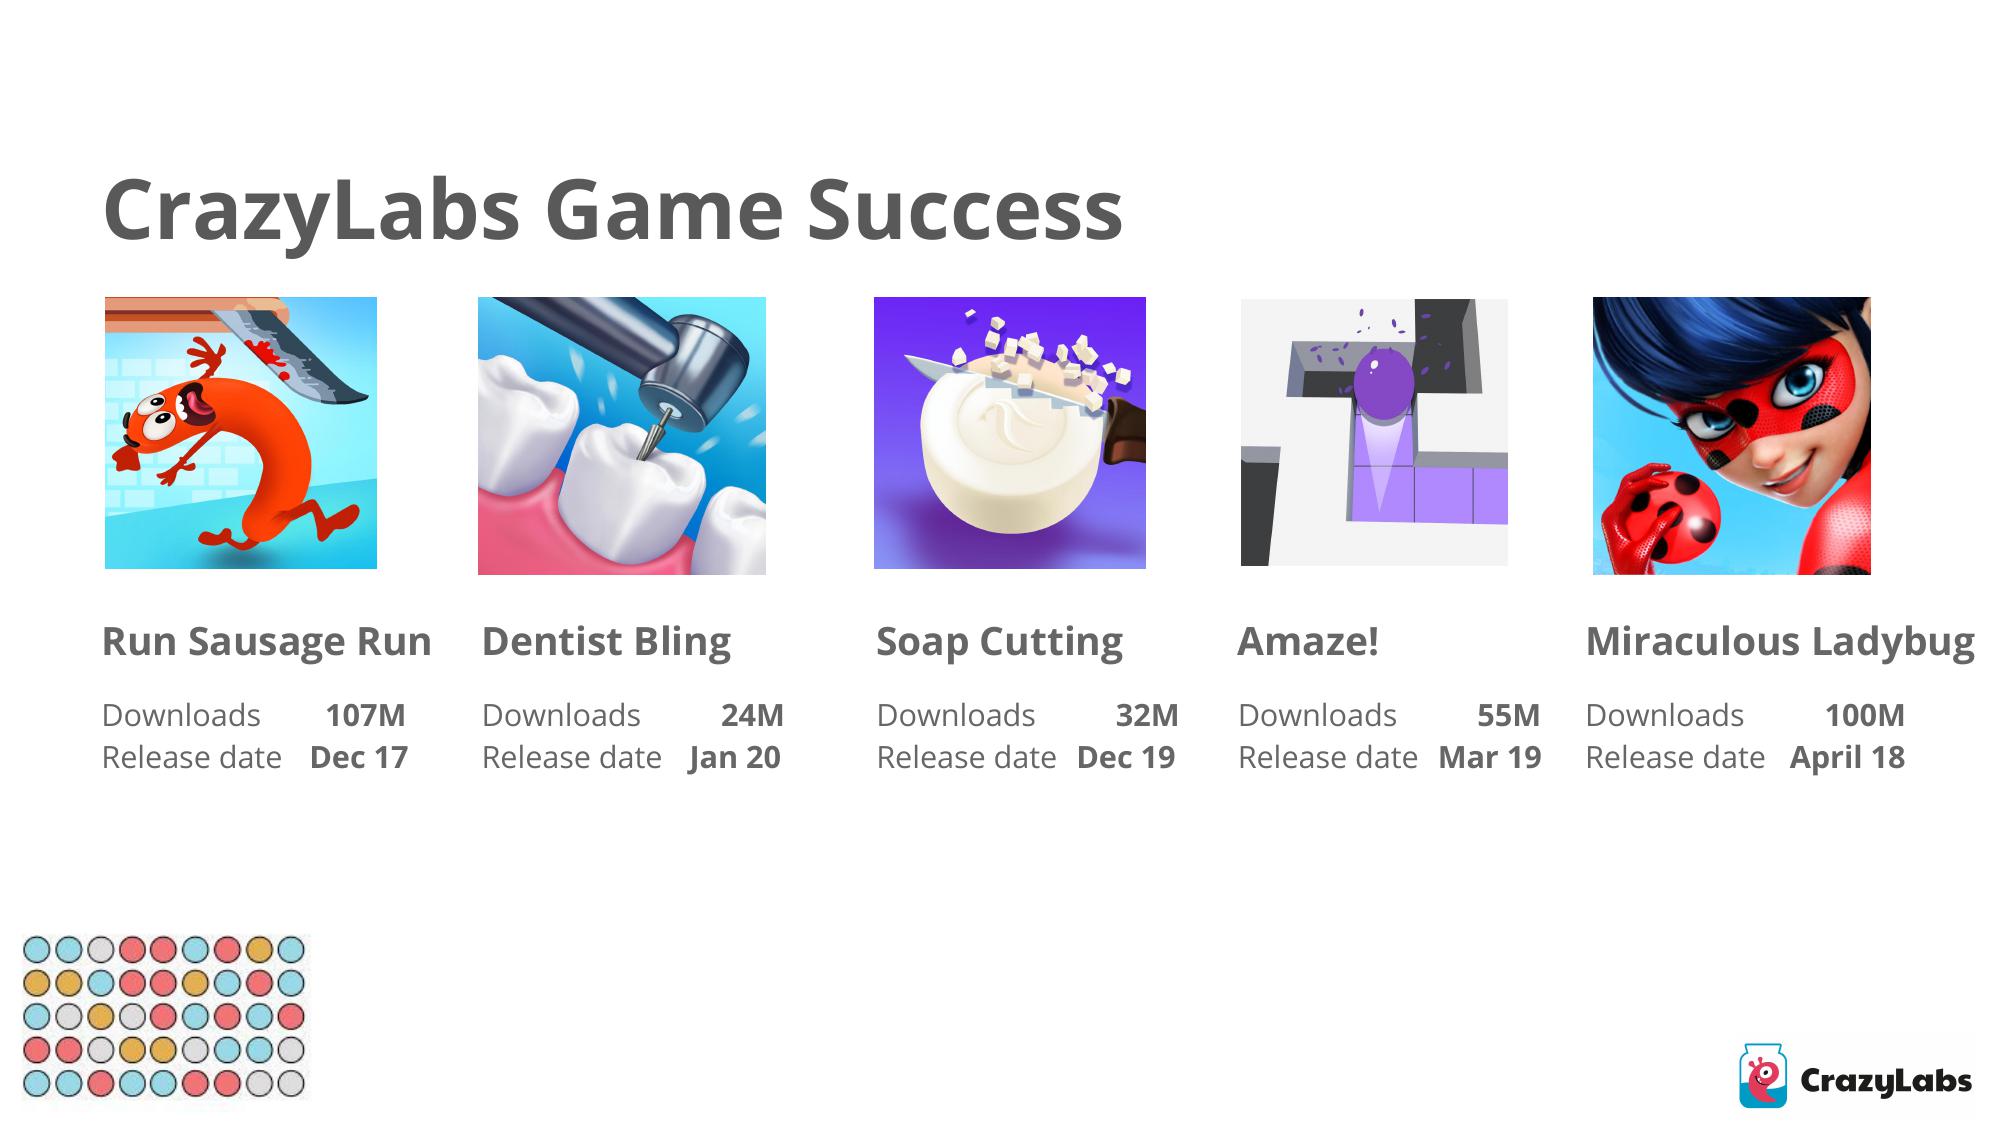 CrazyLabs Game Success
Run Sausage Run
Downloads 107M
Release date Dec 17
Dentist Bling
Downloads 24M
Release date Jan 20
Soap Cutting
Downloads 32M
Release date Dec 19
Amaze!
Downloads 55M
Release date Mar 19
Miraculous Ladybug
Downloads 100M
Release date April 18
CrazyLabs